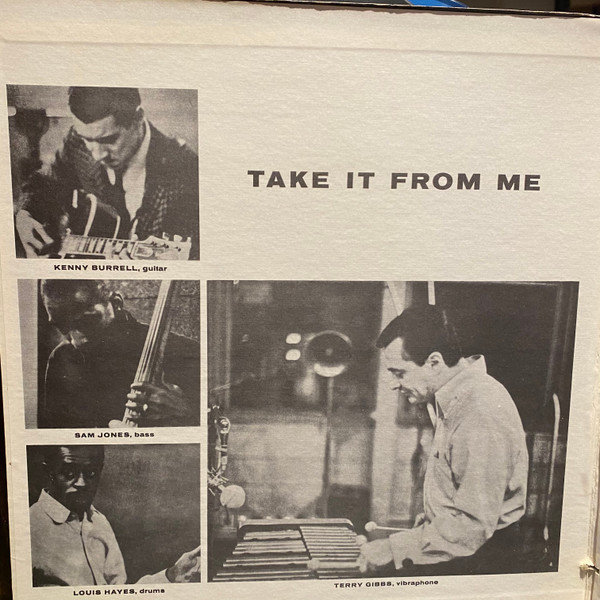 TAKE IT FROM ME
KENNY BURRELL, guitar
SAM JONES, bass
LOUIS HAYES, drums
TERRY GIBBS, vibraphone